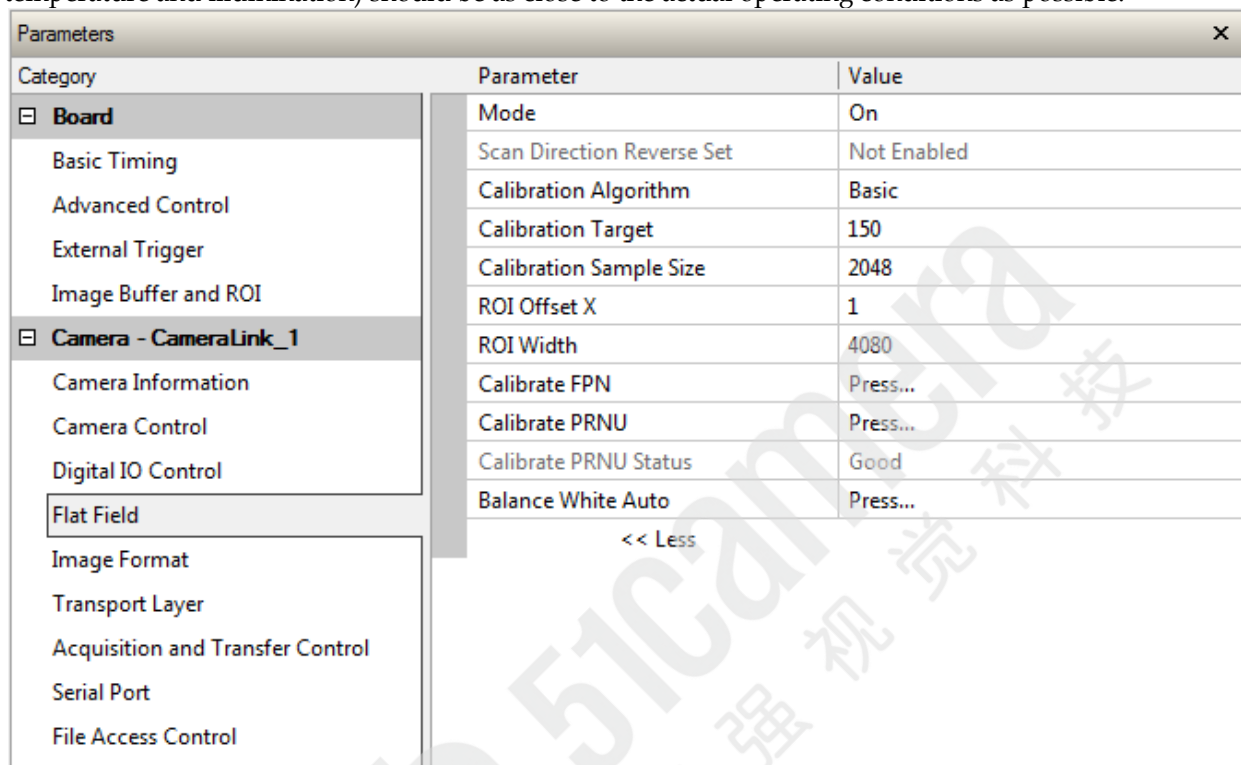 temperature and illumination) should be as close to the actual operating conditions as possible.
Parameters
Category Parameter Value
Board
Basic Timing
Advanced Control
External Trigger
Image Buffer and ROI
Camera - CameraLink_1
Camera Information
Camera Control
Digital IO Control
Flat Field
Image Format
Transport Layer
Acquisition and Transfer Control
Serial Port
File Access Control
Mode On
Scan Direction Reverse Set Not Enabled
Calibration Algorithm Basic
Calibration Target 150
Calibration Sample Size 2048
ROI Offset X 1
ROI Width 4080
Calibrate FPN Press...
Calibrate PRNU Press...
Calibrate PRNU Status Good
Balance White Auto Press...
<< Less
51camera
强视觉科技